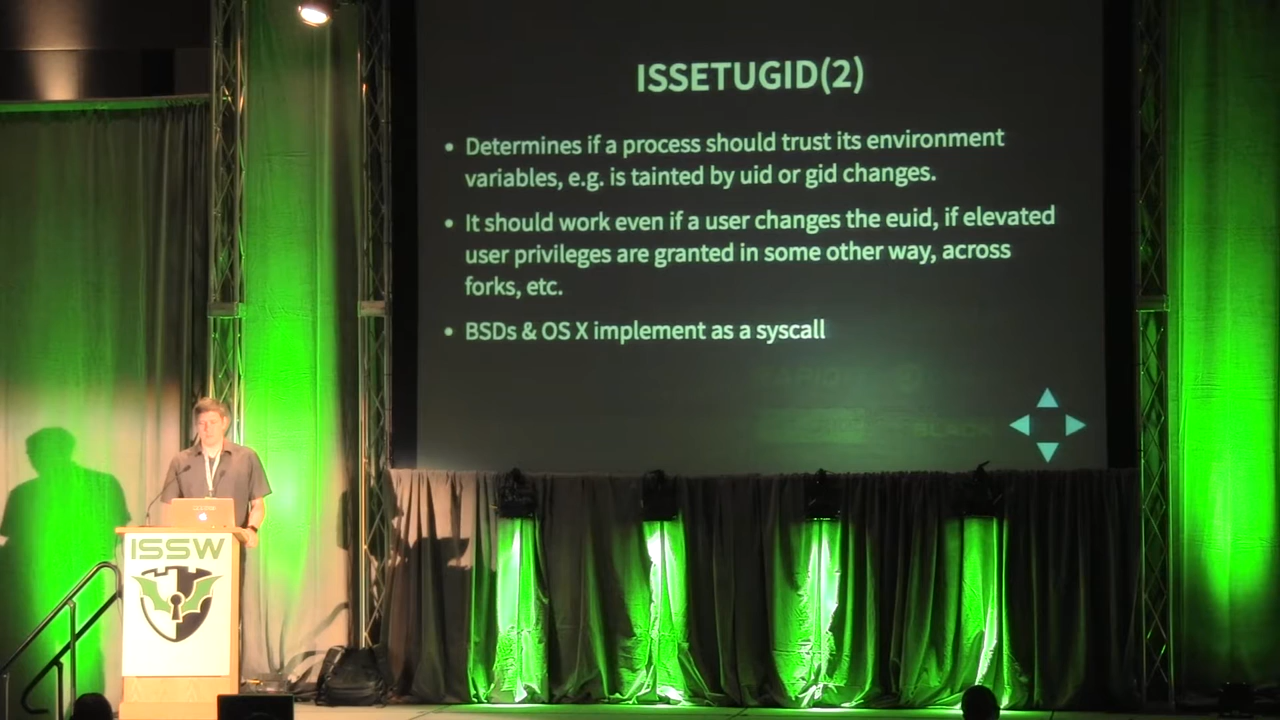 ISSETUGID(2)
• Determines if a process should trust its environment
variables, e.g. is tainted by uid or gid changes.
• It should work even if a user changes the euid, if elevated
user privileges are granted in some other way, across
forks, etc.
• BSDs & OS X implement as a syscall
ISSW